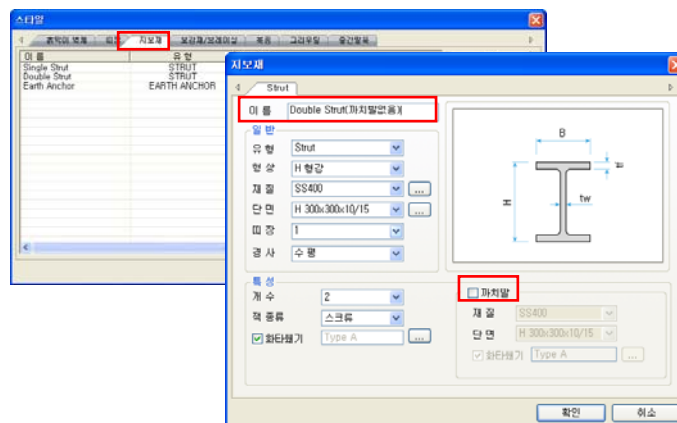 스타일
흙막이 벽체 띠장 지보재 보강재/브레이싱 복공 그라우팅 중간말뚝
이 름 유 형
Single Strut STRUT
Double Strut STRUT
Earth Anchor EARTH ANCHOR
지보재
Strut
이 름 Double Strut(까치발없음)(
일 반
유 형 Strut
형 상 H 형강
재 질 SS400 ...
단 면 H 300x300x10/15 ...
띠 장 1
경 사 수 평
B
tf
H
tw
특 성
개 수 2
잭 종류 스크류
화타쐐기 Type A ...
까치발
재 질 SS400
단 면 H 300x300x10/15
화타쐐기 Type A ...
확인 취소